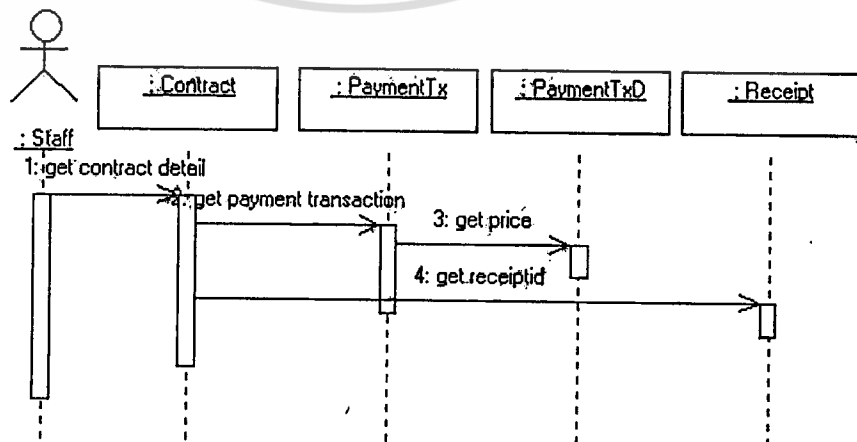 : Contract
: PaymentTx
: PaymentTxD
: Receipt
: Staff
1: get contract detail
2: get payment transaction
3: get price
4: get receiptid